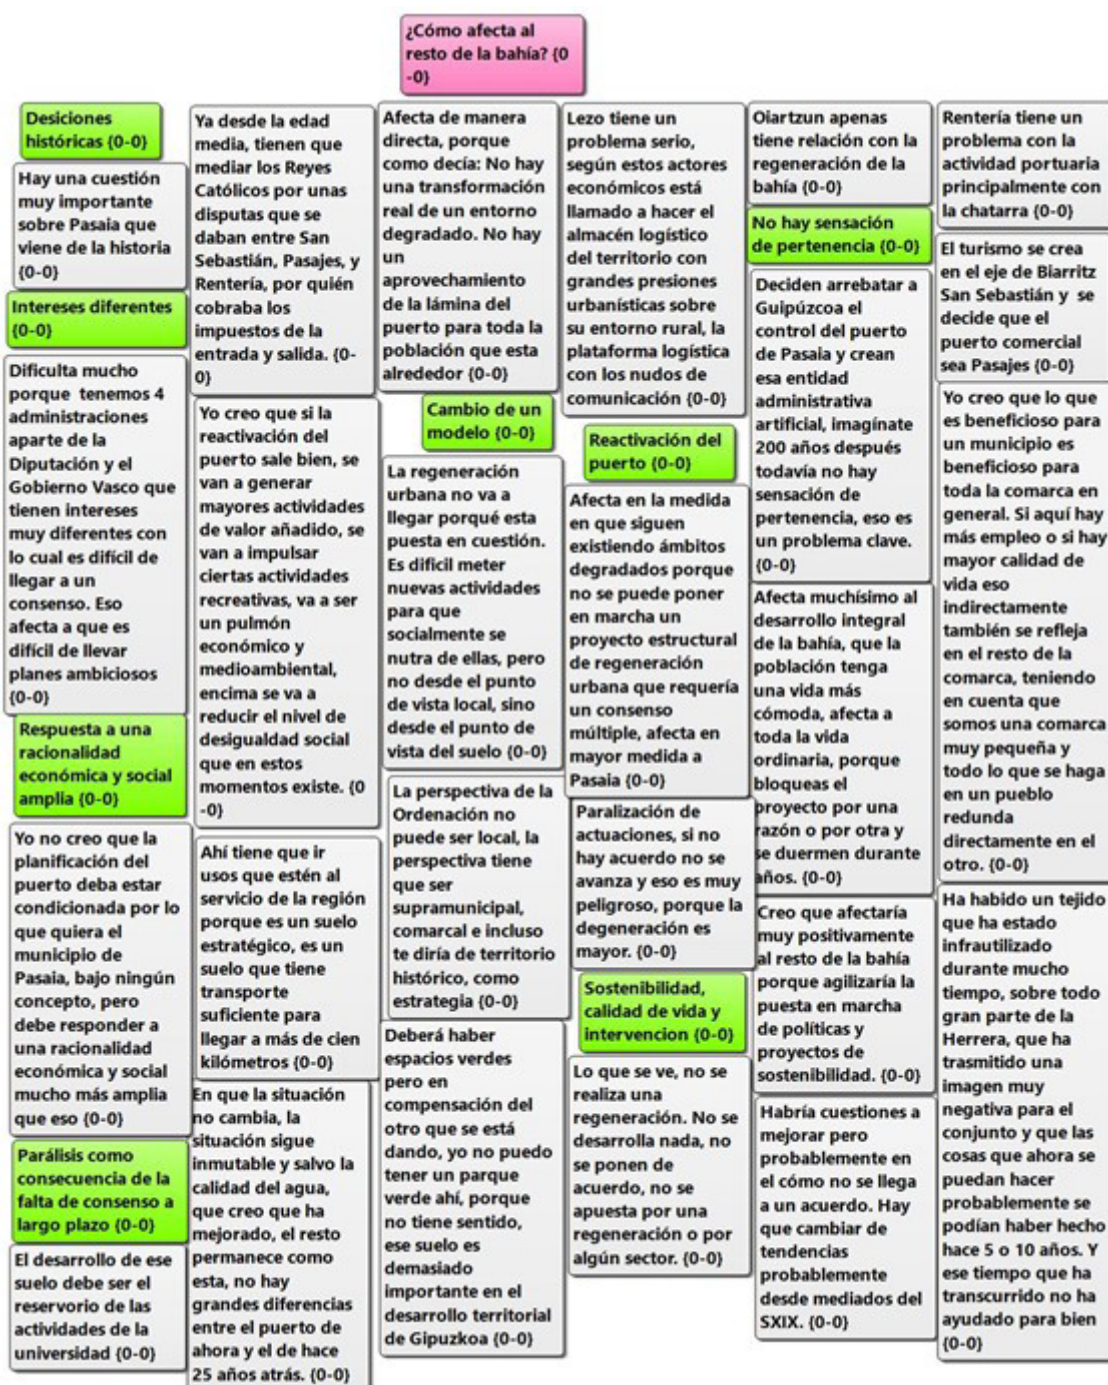 ¿Cómo afecta al
resto de la bahía? {0
-0}
Desiciones
históricas {0-0}
Hay una cuestión
muy importante
sobre Pasaia que
viene de la historia
{0-0}
Intereses diferentes
{0-0}
Dificulta mucho
porque tenemos 4
administraciones
aparte de la
Diputación y el
Gobierno Vasco que
tienen intereses
muy diferentes con
lo cual es difícil de
llegar a un
consenso. Eso
afecta a que es
difícil de llevar
planes ambiciosos
{0-0}
Respuesta a una
racionalidad
económica y social
amplia {0-0}
Yo no creo que la
planificación del
puerto deba estar
condicionada por lo
que quiera el
municipio de
Pasaia, bajo ningún
concepto, pero
debe responder a
una racionalidad
económica y social
mucho más amplia
que eso {0-0}
Parálisis como
consecuencia de la
falta de consenso a
largo plazo {0-0}
El desarrollo de ese
suelo debe ser el
reservorio de las
actividades de la
universidad {0-0}
Ya desde la edad
media, tienen que
mediar los Reyes
Católicos por unas
disputas que se
daban entre San
Sebastián, Pasajes, y
Rentería, por quién
cobraba los
impuestos de la
entrada y salida. {0-
0}
Yo creo que si la
reactivación del
puerto sale bien, se
van a generar
mayores actividades
de valor añadido, se
van a impulsar
ciertas actividades
recreativas, va a ser
un pulmón
económico y
medioambiental,
encima se va a
reducir el nivel de
desigualdad social
que en estos
momentos existe. {0
-0}
Ahí tiene que ir
usos que estén al
servicio de la región
porque es un suelo
estratégico, es un
suelo que tiene
transporte
suficiente para
llegar a más de cien
kilómetros {0-0}
En que la situación
no cambia, la
situación sigue
inmutable y salvo la
calidad del agua,
que creo que ha
mejorado, el resto
permanece como
esta, no hay
grandes diferencias
entre el puerto de
ahora y el de hace
25 años atrás. {0-0}
Afecta de manera
directa, porque
como decía: No hay
una transformación
real de un entorno
degradado. No hay
un
aprovechamiento
de la lámina del
puerto para toda la
población que esta
alrededor {0-0}
Cambio de un
modelo {0-0}
La regeneración
urbana no va a
llegar porqué esta
puesta en cuestión.
Es dificil meter
nuevas actividades
para que
socialmente se
nutra de ellas, pero
no desde el punto
de vista local, sino
desde el punto de
vista del suelo {0-0}
La perspectiva de la
Ordenación no
puede ser local, la
perspectiva tiene
que ser
supramunicipal,
comarcal e incluso
te diría de territorio
histórico, como
estrategia {0-0}
Deberá haber
espacios verdes
pero en
compensación del
otro que se está
dando, yo no puedo
tener un parque
verde ahí, porque
no tiene sentido,
ese suelo es
demasiado
importante en el
desarrollo territorial
de Gipuzkoa {0-0}
Lezo tiene un
problema serio,
según estos actores
económicos está
llamado a hacer el
almacén logístico
del territorio con
grandes presiones
urbanísticas sobre
su entorno rural, la
plataforma logística
con los nudos de
comunicación {0-0}
Reactivación del
puerto {0-0}
Afecta en la medida
en que siguen
existiendo ámbitos
degradados porque
no se puede poner
en marcha un
proyecto estructural
de regeneración
urbana que requería
un consenso
múltiple, afecta en
mayor medida a
Pasaia {0-0}
Paralización de
actuaciones, si no
hay acuerdo no se
avanza y eso es muy
peligroso, porque la
degeneración es
mayor. {0-0}
Sostenibilidad,
calidad de vida y
intervencion {0-0}
Lo que se ve, no se
realiza una
regeneración. No se
desarrolla nada, no
se ponen de
acuerdo, no se
apuesta por una
regeneración o por
algún sector. {0-0}
Oiartzun apenas
tiene relación con la
regeneración de la
bahía {0-0}
No hay sensación
de pertenencia {0-0}
Deciden arrebatar a
Guipúzcoa el
control del puerto
de Pasaia y crean
esa entidad
administrativa
artificial, imagínate
200 años después
todavía no hay
sensación de
pertenencia, eso es
un problema clave.
{0-0}
Afecta muchísimo al
desarrollo integral
de la bahía, que la
población tenga
una vida más
cómoda, afecta a
toda la vida
ordinaria, porque
bloqueas el
proyecto por una
razón o por otra y
se duermen durante
años. {0-0}
Creo que afectaría
muy positivamente
al resto de la bahía
porque agilizaría la
puesta en marcha
de políticas y
proyectos de
sostenibilidad. {0-0}
Habría cuestiones a
mejorar pero
probablemente en
el cómo no se llega
a un acuerdo. Hay
que cambiar de
tendencias
probablemente
desde mediados del
SXIX. {0-0}
Rentería tiene un
problema con la
actividad portuaria
principalmente con
la chatarra {0-0}
El turismo se crea
en el eje de Biarritz
San Sebastián y se
decide que el
puerto comercial
sea Pasajes {0-0}
Yo creo que lo que
es beneficioso para
un municipio es
beneficioso para
toda la comarca en
general. Si aquí hay
más empleo o si hay
mayor calidad de
vida eso
indirectamente
también se refleja
en el resto de la
comarca, teniendo
en cuenta que
somos una comarca
muy pequeña y
todo lo que se haga
en un pueblo
redunda
directamente en el
otro. {0-0}
Ha habido un tejido
que ha estado
infrautilizado
durante mucho
tiempo, sobre todo
gran parte de la
Herrera, que ha
trasmitido una
imagen muy
negativa para el
conjunto y que las
cosas que ahora se
puedan hacer
probablemente se
podían haber hecho
hace 5 o 10 años. Y
ese tiempo que ha
transcurrido no ha
ayudado para bien
{0-0}